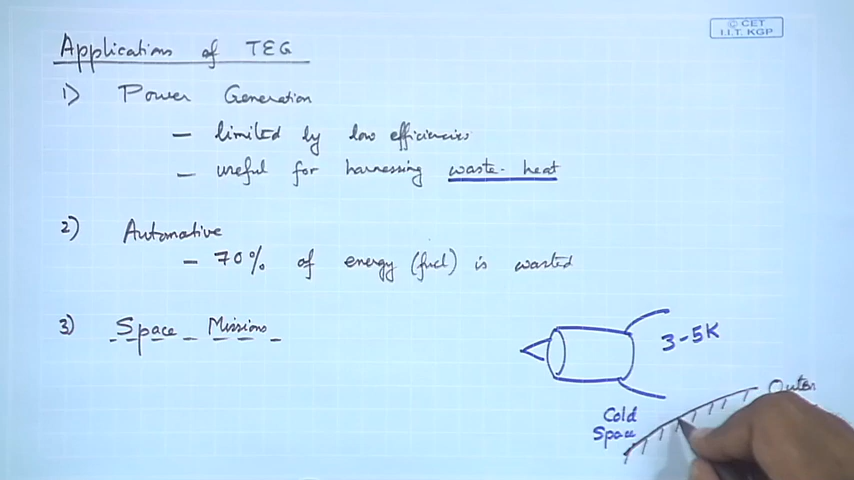 © CET
I.I.T. KGP
Applications of TEG
1) Power Generation
— limited by low efficiencies
— useful for harnessing waste-heat
2) Automotive
— 70% of energy (fuel) is wasted
3) Space Missions
3-5K
Outer
Cold
Space